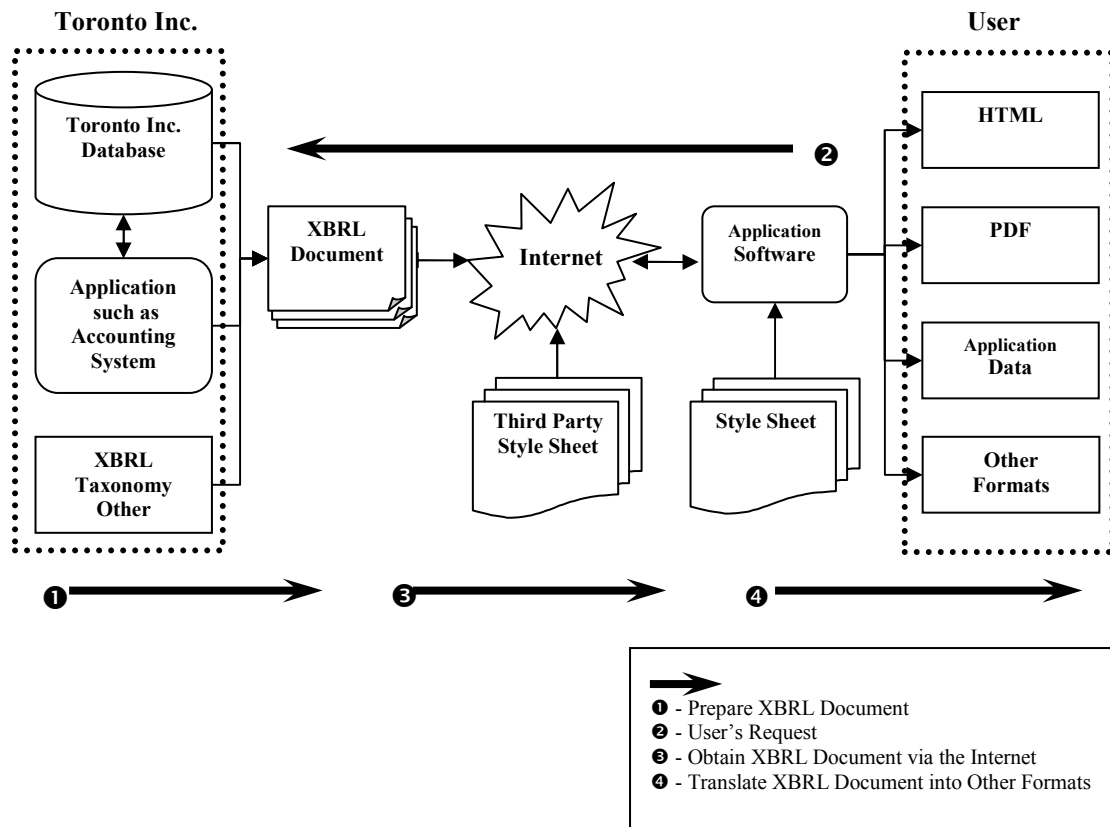 Toronto Inc.
User
Toronto Inc.
Database
HTML
❷
XBRL
Document
Internet
Application
Software
PDF
Application
such as
Accounting
System
Application
Data
Third Party
Style Sheet
Style Sheet
XBRL
Taxonomy
Other
Other
Formats
❶
❸
❹
❶ - Prepare XBRL Document
❷ - User's Request
❸ - Obtain XBRL Document via the Internet
❹ - Translate XBRL Document into Other Formats